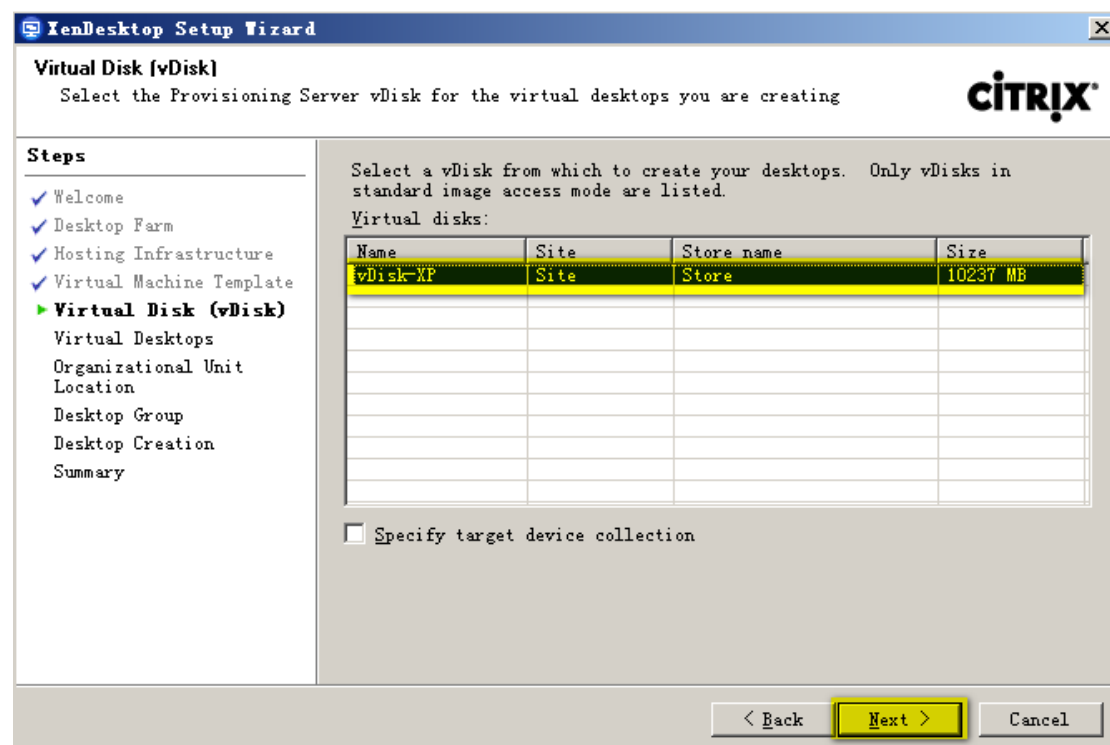 XenDesktop Setup Wizard
Virtual Disk (vDisk)
Select the Provisioning Server vDisk for the virtual desktops you are creating
CİTRIX
Steps
Welcome
Desktop Farm
Hosting Infrastructure
Virtual Machine Template
Virtual Disk (vDisk)
Virtual Desktops
Organizational Unit
Location
Desktop Group
Desktop Creation
Summary
Select a vDisk from which to create your desktops. Only vDisks in
standard image access mode are listed.
Virtual disks:
Name Site Store name Size
vDisk-XP Site Store 10237 MB
Specify target device collection
< Back Next > Cancel